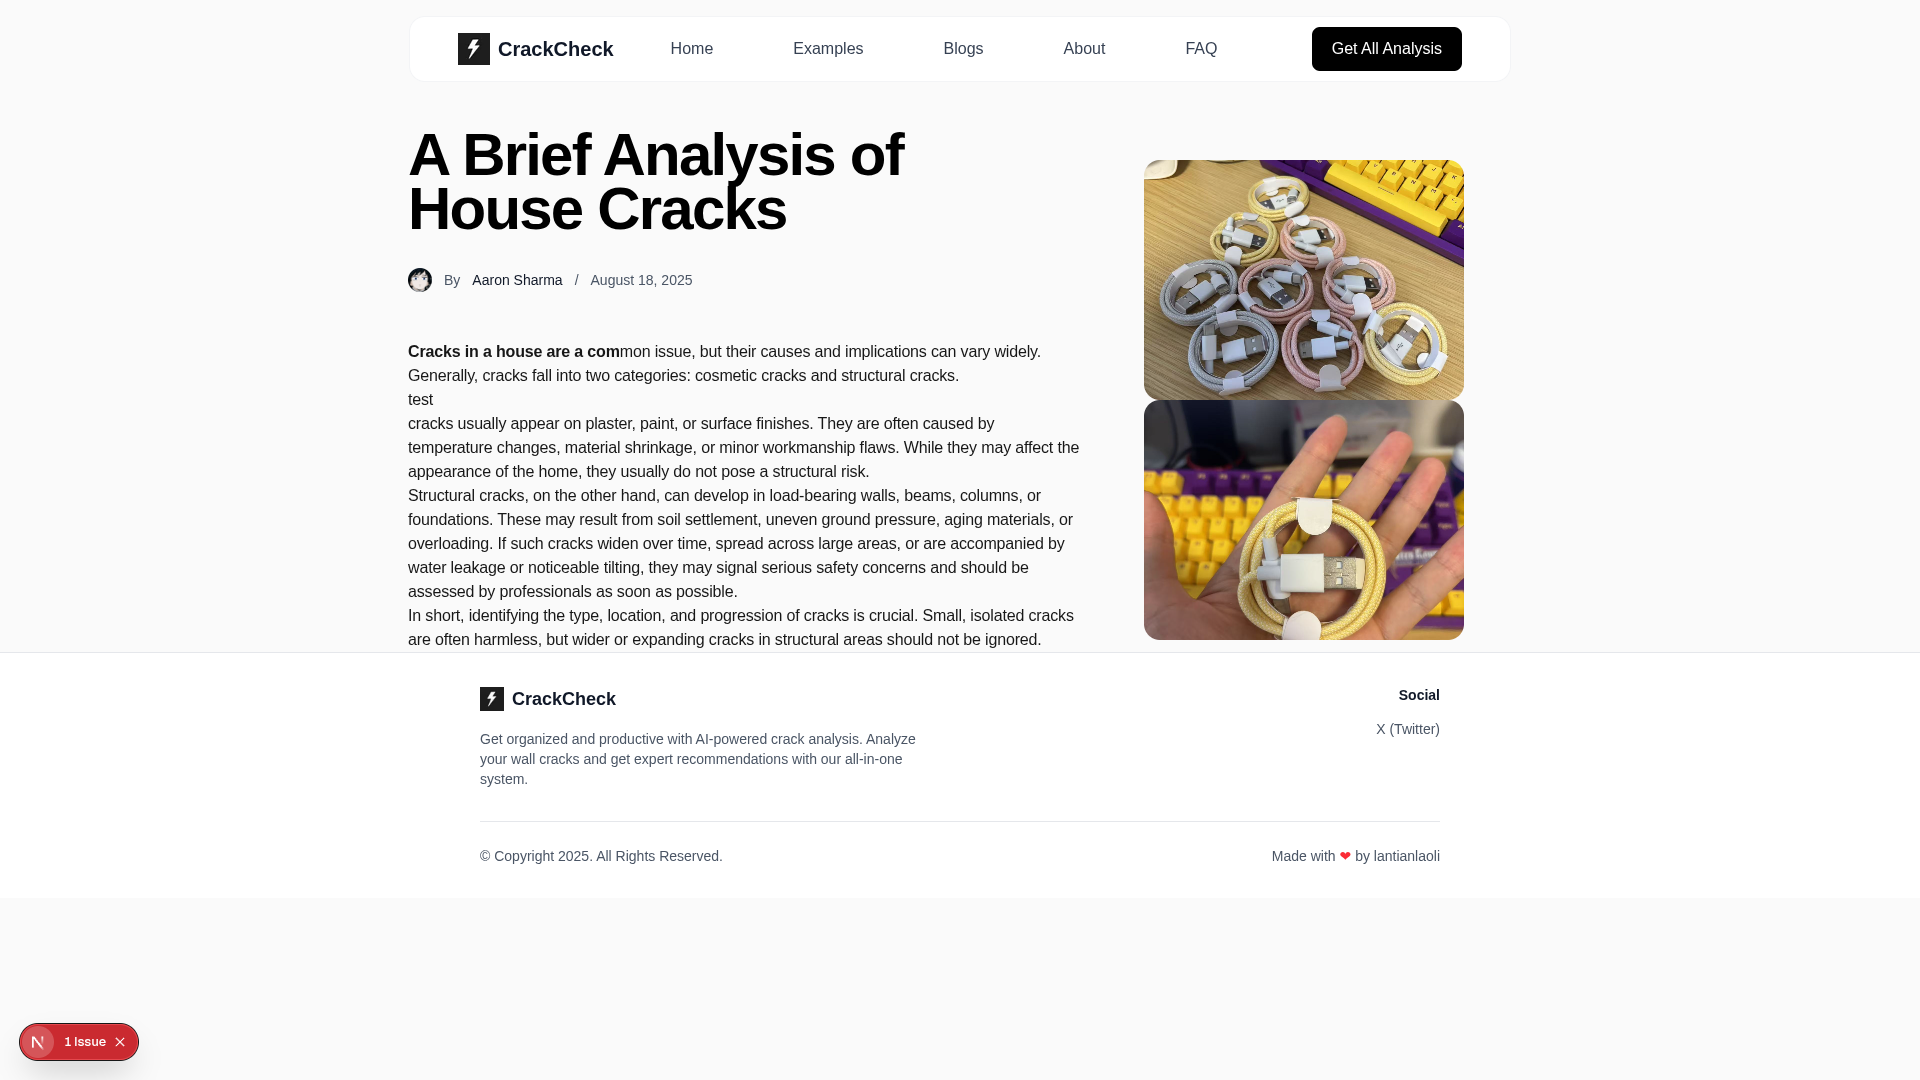 CrackCheck
Home
Examples
Blogs
About
FAQ
Get All Analysis
A Brief Analysis of
House Cracks
By Aaron Sharma / August 18, 2025
Cracks in a house are a common issue, but their causes and implications can vary widely.
Generally, cracks fall into two categories: cosmetic cracks and structural cracks.
test
cracks usually appear on plaster, paint, or surface finishes. They are often caused by
temperature changes, material shrinkage, or minor workmanship flaws. While they may affect the
appearance of the home, they usually do not pose a structural risk.
Structural cracks, on the other hand, can develop in load-bearing walls, beams, columns, or
foundations. These may result from soil settlement, uneven ground pressure, aging materials, or
overloading. If such cracks widen over time, spread across large areas, or are accompanied by
water leakage or noticeable tilting, they may signal serious safety concerns and should be
assessed by professionals as soon as possible.
In short, identifying the type, location, and progression of cracks is crucial. Small, isolated cracks
are often harmless, but wider or expanding cracks in structural areas should not be ignored.
CrackCheck
Get organized and productive with AI-powered crack analysis. Analyze
your wall cracks and get expert recommendations with our all-in-one
system.
Social
X (Twitter)
© Copyright 2025. All Rights Reserved.
Made with ❤ by lantianlaoli
N 1 Issue